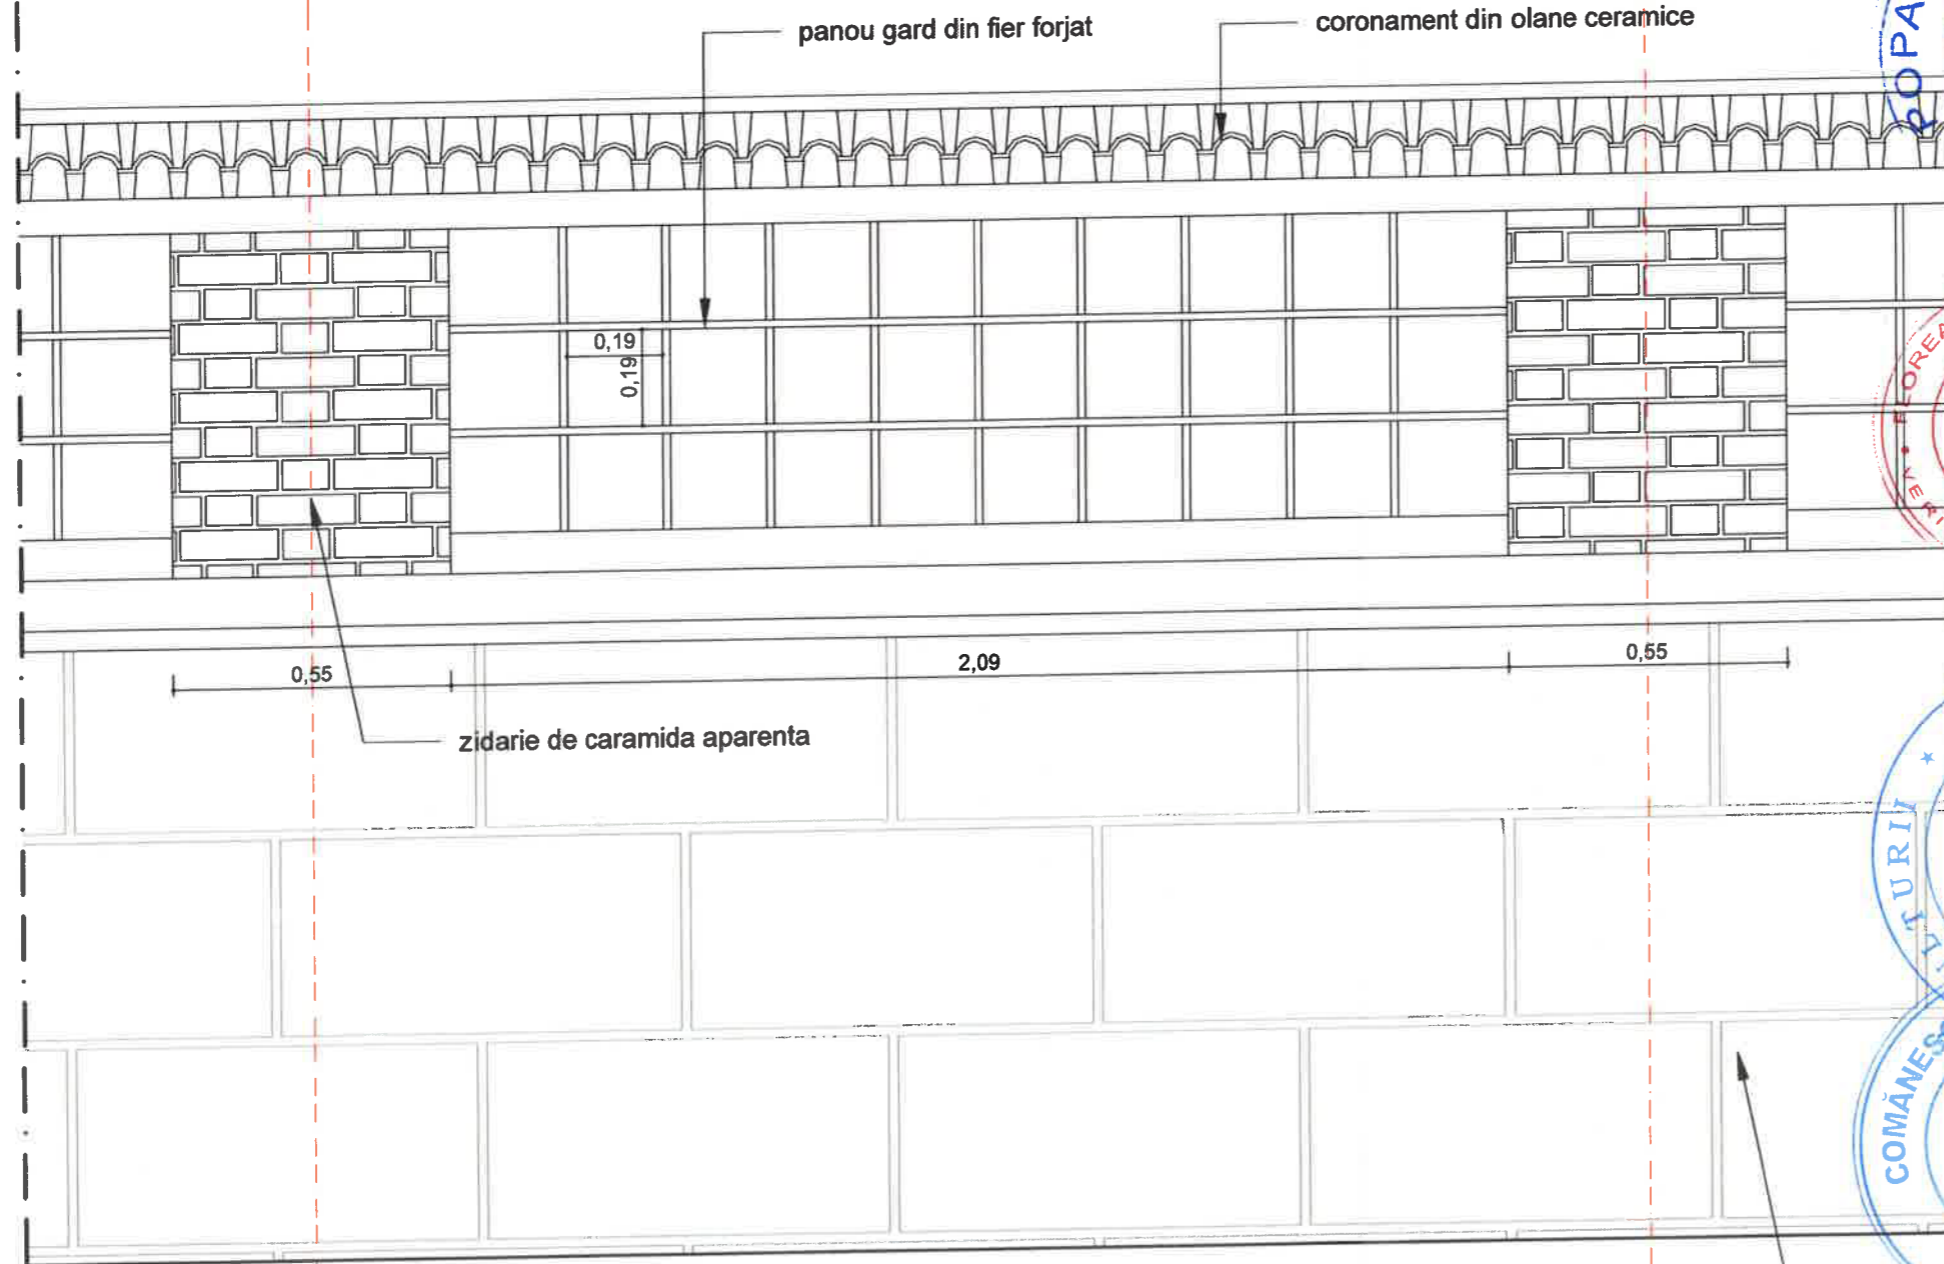 panou gard din fier forjat
coronament din olane ceramice
0,19
0,19
0,55
2,09
0,55
zidarie de caramida aparenta
COMĂNES